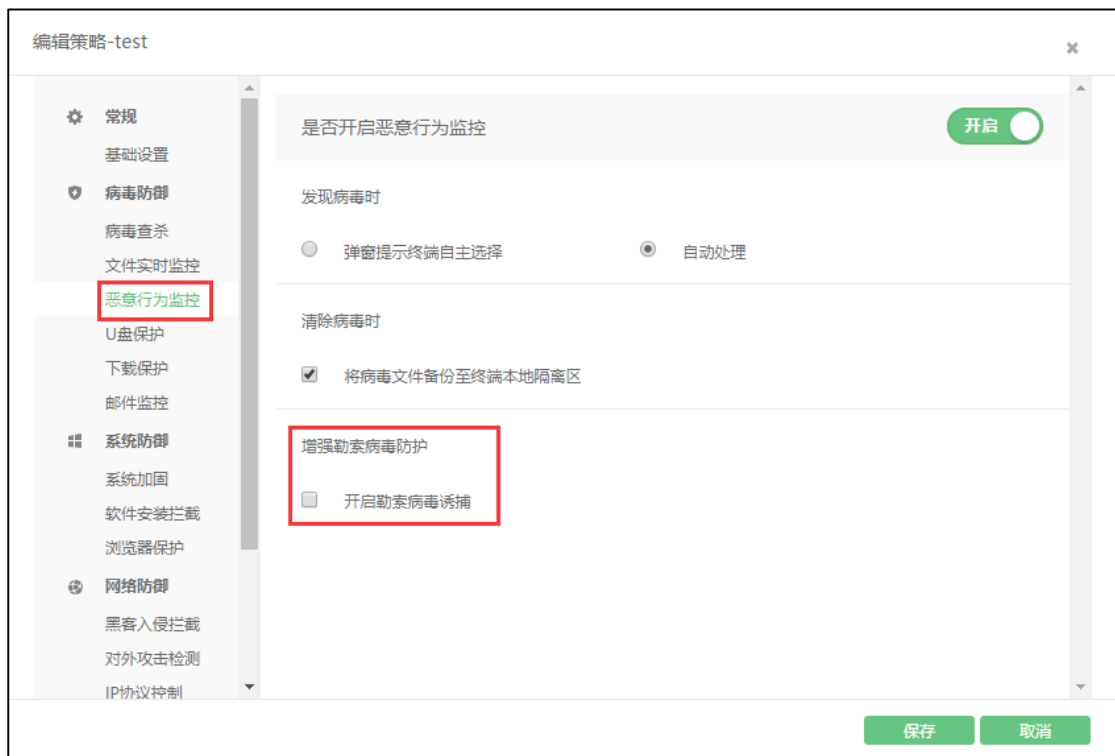 编辑策略-test
常规
基础设置
病毒防御
病毒查杀
文件实时监控
恶意行为监控
U盘保护
下载保护
邮件监控
系统防御
系统加固
软件安装拦截
浏览器保护
网络防御
黑客入侵拦截
对外攻击检测
IP协议控制
是否开启恶意行为监控
开启
发现病毒时
弹窗提示终端自主选择 自动处理
清除病毒时
将病毒文件备份至终端本地隔离区
增强勒索病毒防护
开启勒索病毒诱捕
保存 取消